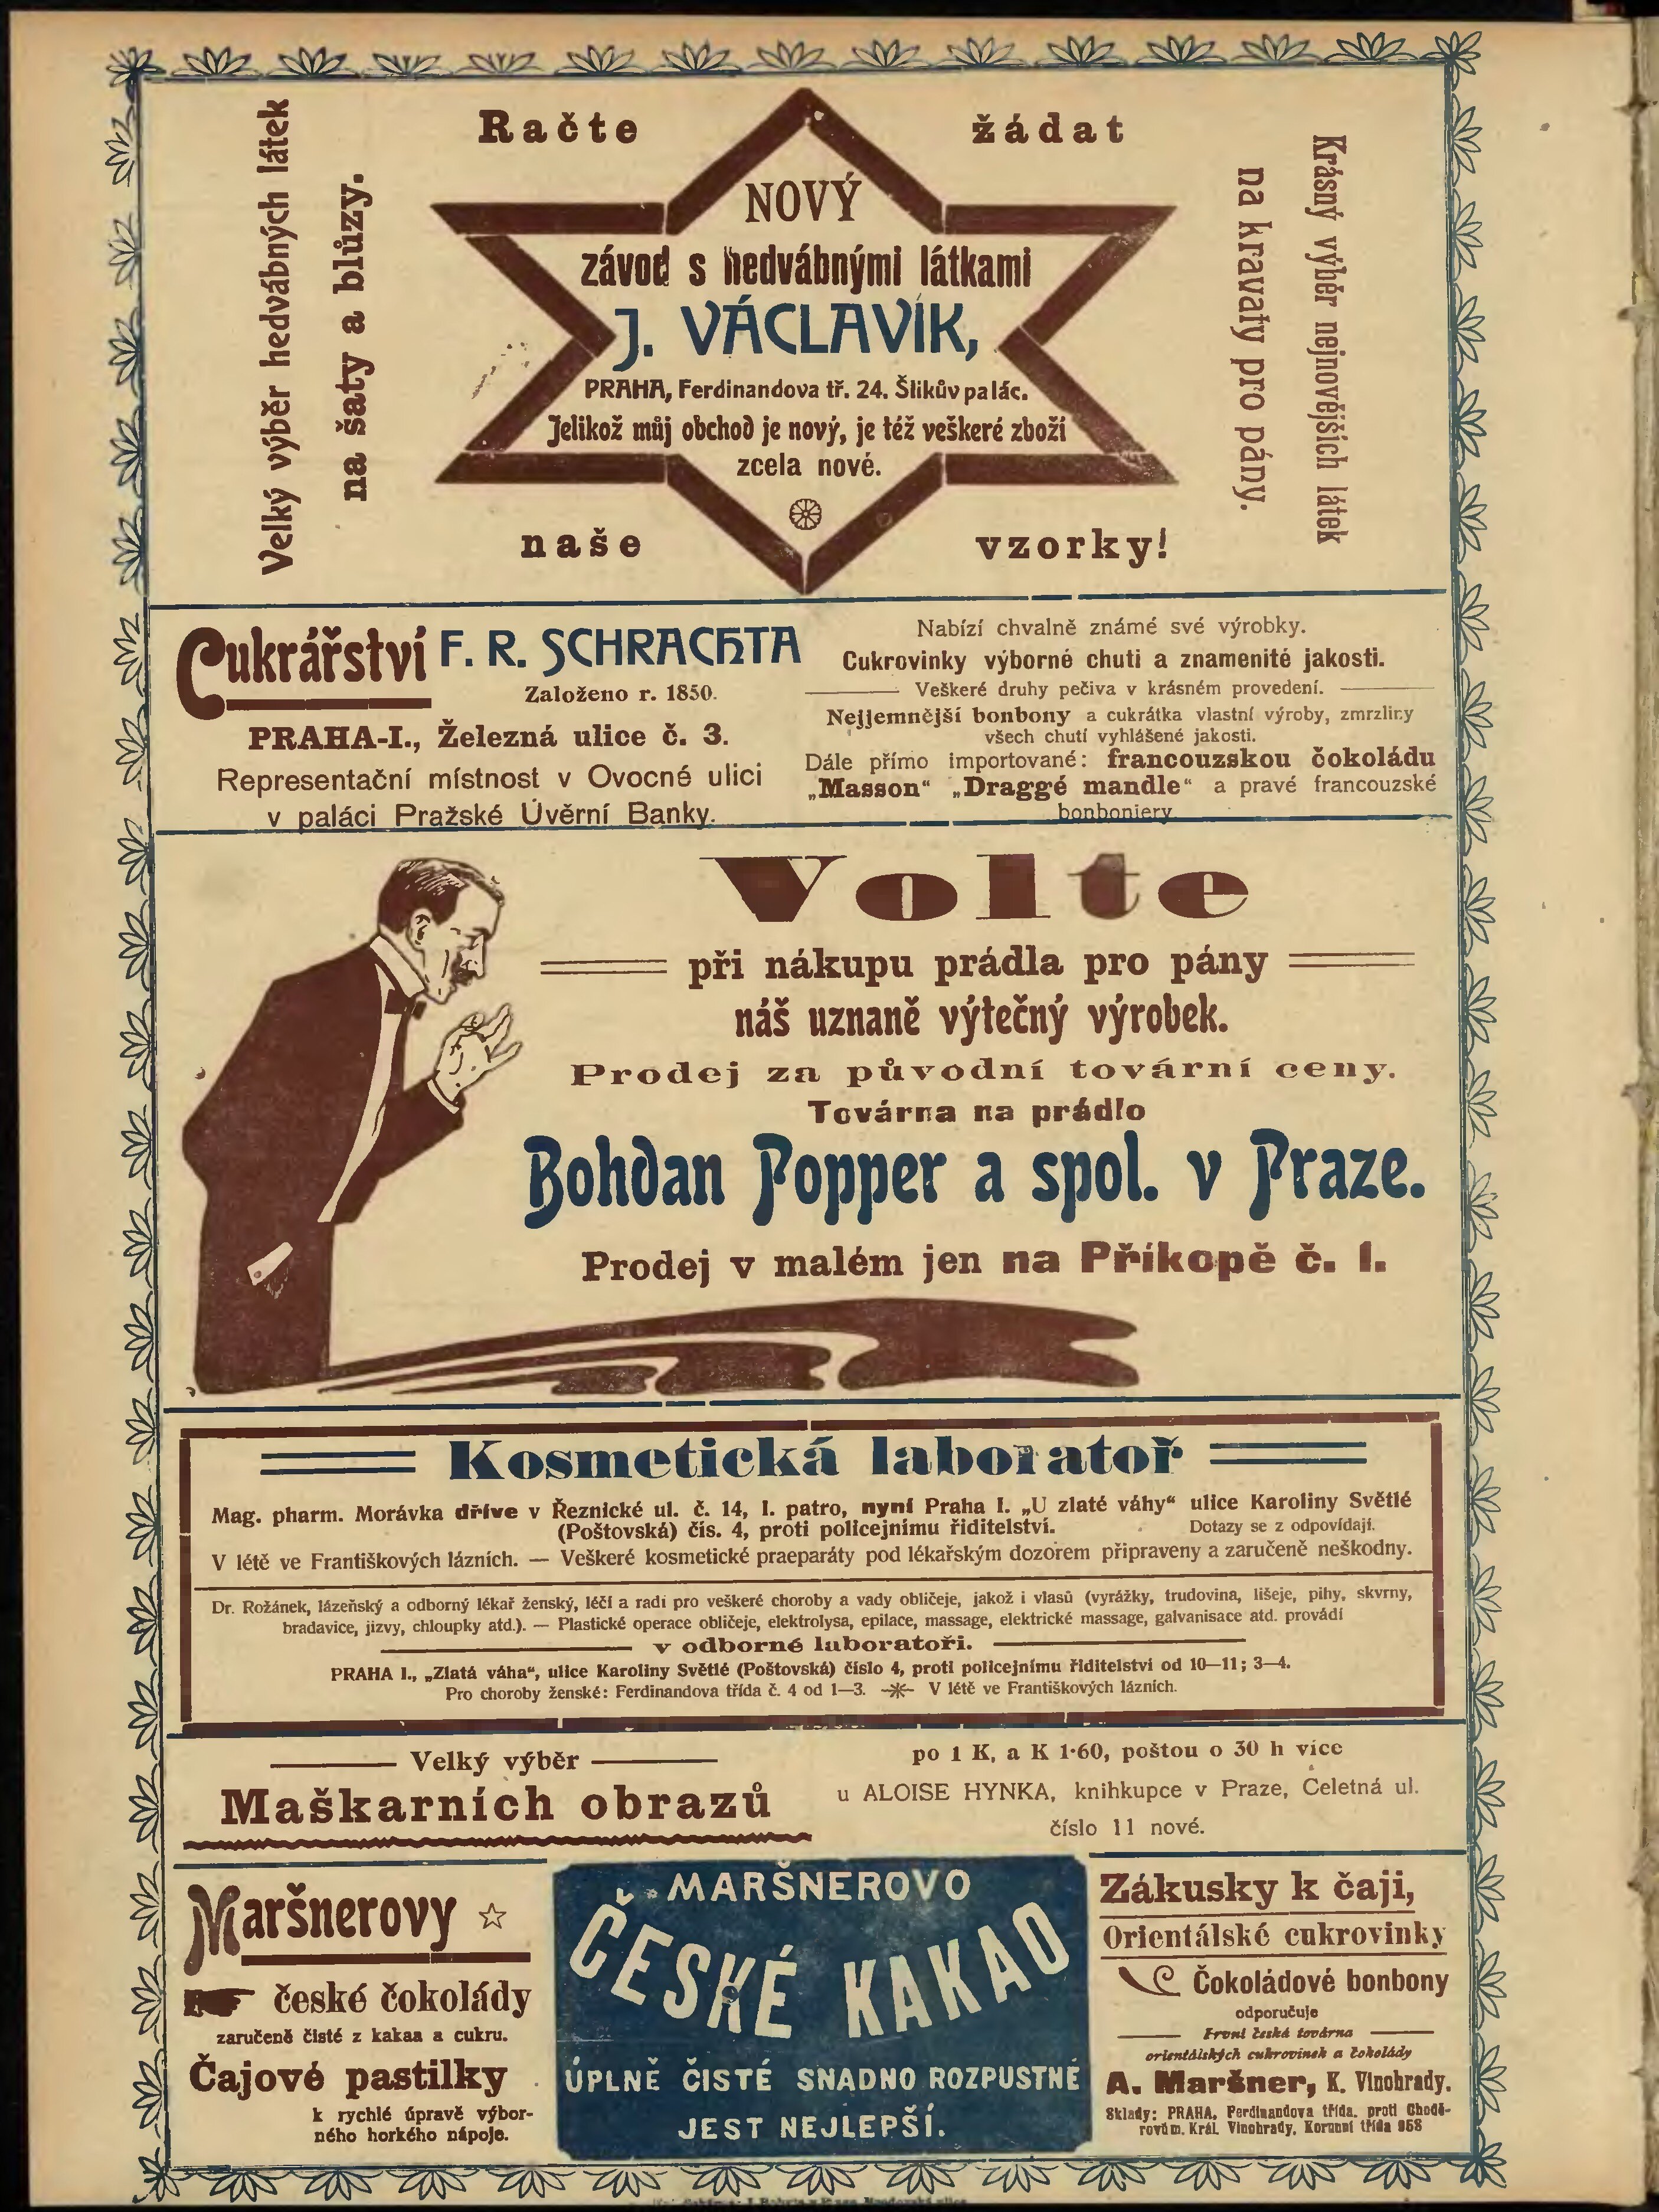 Velký výběr hedvábných látek
na šaty a blůzy.
Račte žádat
NOVÝ
závod s hedvábnými látkami
J. VÁCLAVÍK,
PRAHA, Ferdinandova tř. 24. Šlikův palác.
Jelikož můj obchod je nový, je též veškeré zboží
zcela nové.
naše vzorky!
Krásný výběr nejnovějších látek
na kravaty pro pány.
Cukrářství F. R. SCHRACHTA
Založeno r. 1850.
PRAHA-I., Železná ulice č. 3.
Representační místnost v Ovocné ulici
v paláci Pražské Úvěrní Banky.
Nabízí chvalně známé své výrobky.
Cukrovinky výborné chuti a znamenité jakosti.
Veškeré druhy pečiva v krásném provedení.
Nejjemnější bonbony a cukrátka vlastní výroby, zmrzliny
všech chutí vyhlášené jakosti.
Dále přímo importované: francouzskou čokoládu
„Masson“ „Draggé mandle“ a pravé francouzské
bonboniery.
Volte
při nákupu prádla pro pány
náš uznaně výtečný výrobek.
Prodej za původní tovární ceny.
Továrna na prádlo
Bohdan Popper a spol. v Praze.
Prodej v malém jen na Příkopě č. 1.
Kosmetická laboratoř
Mag. pharm. Morávka dříve v Řeznické ul. č. 14, I. patro, nyní Praha I. „U zlaté váhy“ ulice Karoliny Světlé
(Poštovská) čís. 4, proti policejnímu řiditelství. Dotazy se z odpovídají.
V létě ve Františkových lázních. — Veškeré kosmetické praeparáty pod lékařským dozorem připraveny a zaručeně neškodny.
Dr. Rožánek, lázeňský a odborný lékař ženský, léčí a radí pro veškeré choroby a vady obličeje, jakož i vlasů (vyrážky, trudovina, lišeje, pihy, skvrny,
bradavice, jizvy, chloupky atd.). — Plastické operace obličeje, elektrolysa, epilace, massage, elektrické massage, galvanisace atd. provádí
v odborné laboratoři.
PRAHA I., „Zlatá váha“, ulice Karoliny Světlé (Poštovská) číslo 4, proti policejnímu řiditelství od 10—11; 3—4.
Pro choroby ženské: Ferdinandova třída č. 4 od 1—3. V létě ve Františkových lázních.
Velký výběr
Maškarních obrazů
po 1 K, a K 1·60, poštou o 30 h více
u ALOISE HYNKA, knihkupce v Praze, Celetná ul.
číslo 11 nové.
Maršnerovy
české čokolády
zaručeně čisté z kakaa a cukru.
Čajové pastilky
k rychlé úpravě výbor-
ného horkého nápoje.
MARŠNEROVO
ČESKÉ KAKAO
ÚPLNĚ ČISTÉ SNADNO ROZPUSTNÉ
JEST NEJLEPŠÍ.
Zákusky k čaji,
Orientálské cukrovinky
Čokoládové bonbony
odporučuje
První česká továrna
orientálských cukrovinek a čokolády
A. Maršner, K. Vinohrady.
Sklady: PRAHA, Ferdinandova třída, proti Chodě-
rovům. Král. Vinohrady, Korunní třída 958